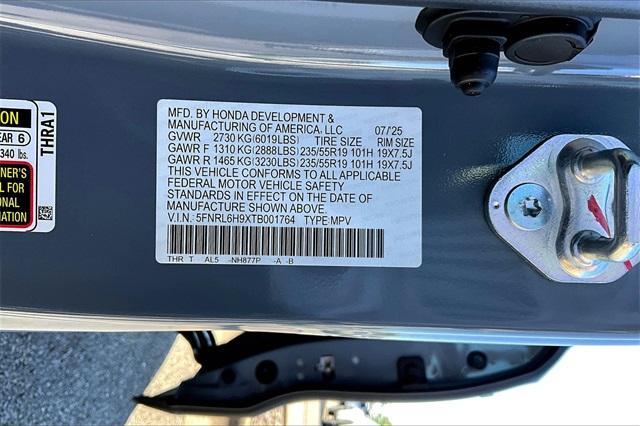 ON
EAR 6
340 lbs.
NER'S
L FOR
ONAL
ATION
THRA1
MFD. BY HONDA DEVELOPMENT &
MANUFACTURING OF AMERICA, LLC 07/'25
GVWR 2730 KG(6019LBS) TIRE SIZE RIM SIZE
GAWR F 1310 KG(2888LBS)235/55R19 101H 19X7.5J
GAWR R 1465 KG(3230LBS)235/55R19 101H 19X7.5J
THIS VEHICLE CONFORMS TO ALL APPLICABLE
FEDERAL MOTOR VEHICLE SAFETY
STANDARDS IN EFFECT ON THE DATE OF
MANUFACTURE SHOWN ABOVE.
V.I.N.: 5FNRL6H9XTB001764 TYPE:MPV
THR T AL5 -NH877P -A -B